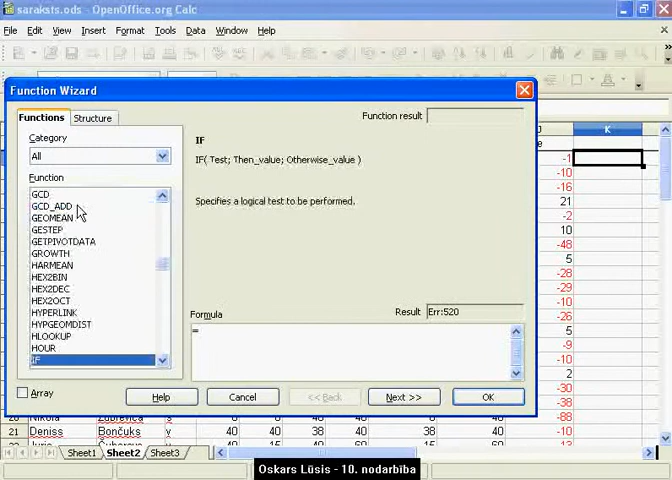 saraksts.ods - OpenOffice.org Calc
File Edit View Insert Format Tools Data Window Help
Function Wizard
Functions Structure
Function result
Category
All
IF
IF( Test; Then_value; Otherwise_value )
Function
Specifies a logical test to be performed.
GCD
GCD_ADD
GEOMEAN
GESTEP
GETPIVOTDATA
GROWTH
HARMEAN
HEX2BIN
HEX2DEC
HEX2OCT
HYPERLINK
HYPGEOMDIST
HLOOKUP
HOUR
IF
Formula
Result Err:520
=
Array
Help Cancel << Back Next >> OK
J K
e
-1
-10
-16
21
-2
10
-48
5
-28
-29
-10
-3
-26
5
-9
-10
2
-30
-38
20 Nikola Zubreviča s -88
21 Deniss Bončuks v 40 40 38 40 38 40 -10
-13
Sheet1 Sheet2 Sheet3
Oskars Lūsis - 10. nodarbība